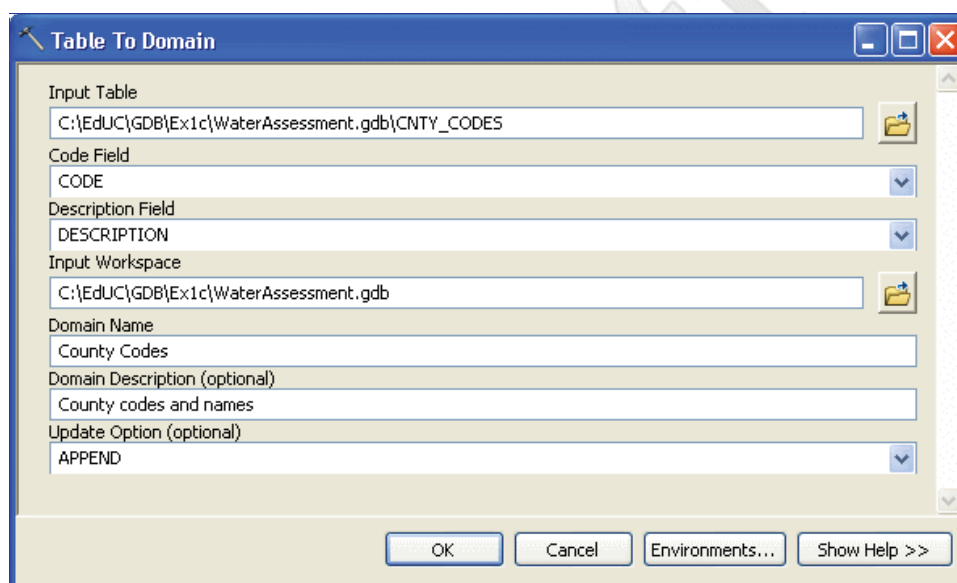 Table To Domain
Input Table
C:\EdUC\GDB\Ex1c\WaterAssessment.gdb\CNTY_CODES
Code Field
CODE
Description Field
DESCRIPTION
Input Workspace
C:\EdUC\GDB\Ex1c\WaterAssessment.gdb
Domain Name
County Codes
Domain Description (optional)
County codes and names
Update Option (optional)
APPEND
OK Cancel Environments... Show Help >>